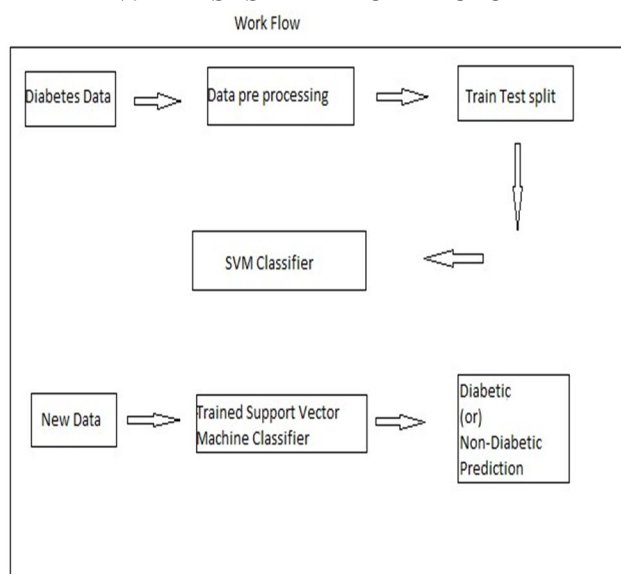 Work Flow
Diabetes Data
Data pre processing
Train Test split
SVM Classifier
New Data
Trained Support Vector
Machine Classifier
Diabetic
(or)
Non-Diabetic
Prediction